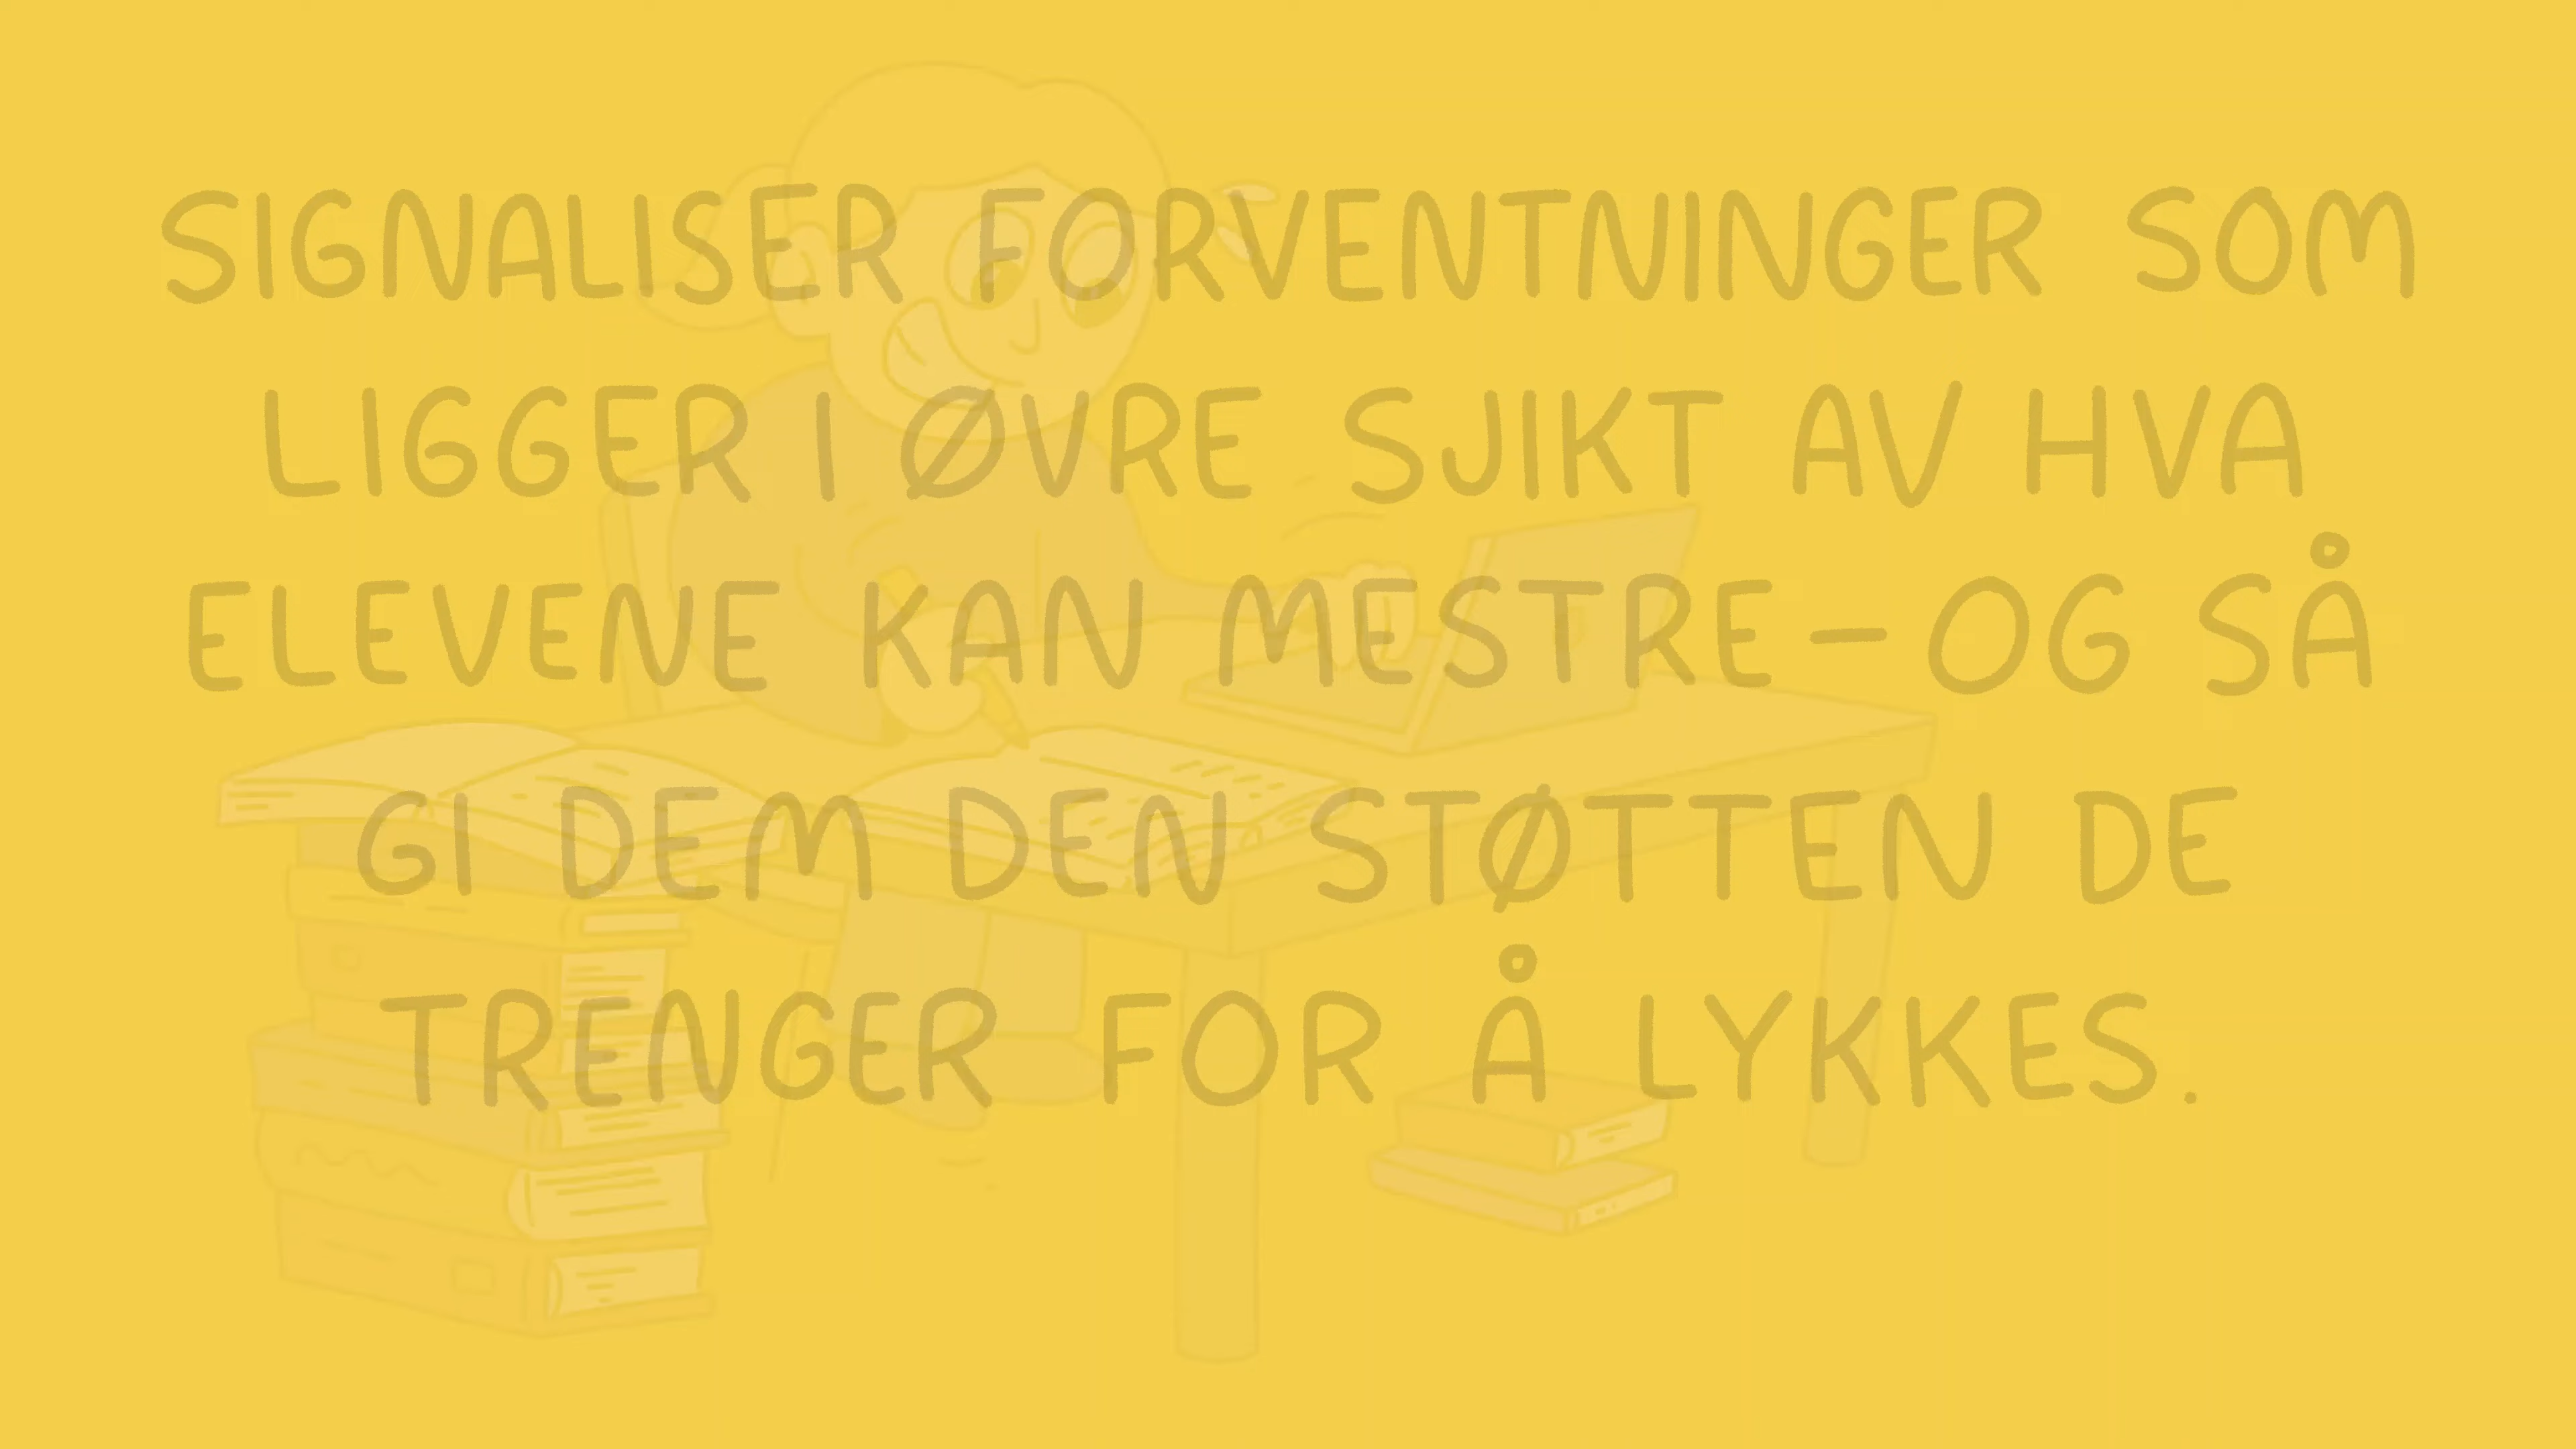 SIGNALISER FORVENTNINGER SOM
LIGGER I ØVRE SJIKT AV HVA
ELEVENE KAN MESTRE – OG SÅ
GI DEM DEN STØTTEN DE
TRENGER FOR Å LYKKES.